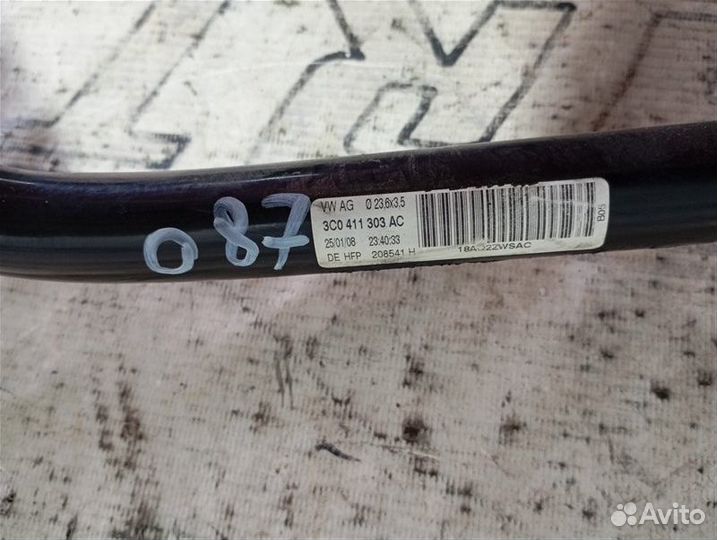 087
VW AG Ø 23,6x3,5
3C0 411 303 AC
25/01/08 23:40:33
DE HFP 208541 H
B05
Avito